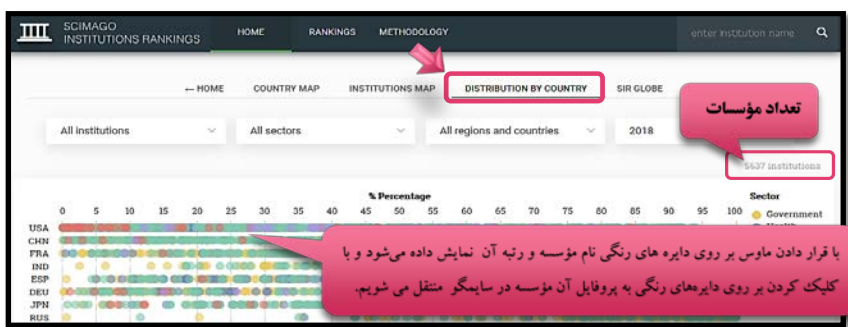 SCIMAGO
INSTITUTIONS RANKINGS
HOME RANKINGS METHODOLOGY enter institution name
← HOME COUNTRY MAP INSTITUTIONS MAP DISTRIBUTION BY COUNTRY SIR GLOBE
تعداد مؤسسات
All institutions All sectors All regions and countries 2018
5637 institutions
% Percentage Sector
0 5 10 15 20 25 30 35 40 45 50 55 60 65 70 75 80 85 90 95 100 Government
USA
CHN
FRA
IND
ESP
DEU
JPN
RUS
با قرار دادن ماوس بر روی دایره های رنگی نام مؤسسه و رتبه آن نمایش داده می‌شود و با
کلیک کردن بر روی دایره‌های رنگی به پروفایل آن مؤسسه در سایمگو منتقل می شویم.